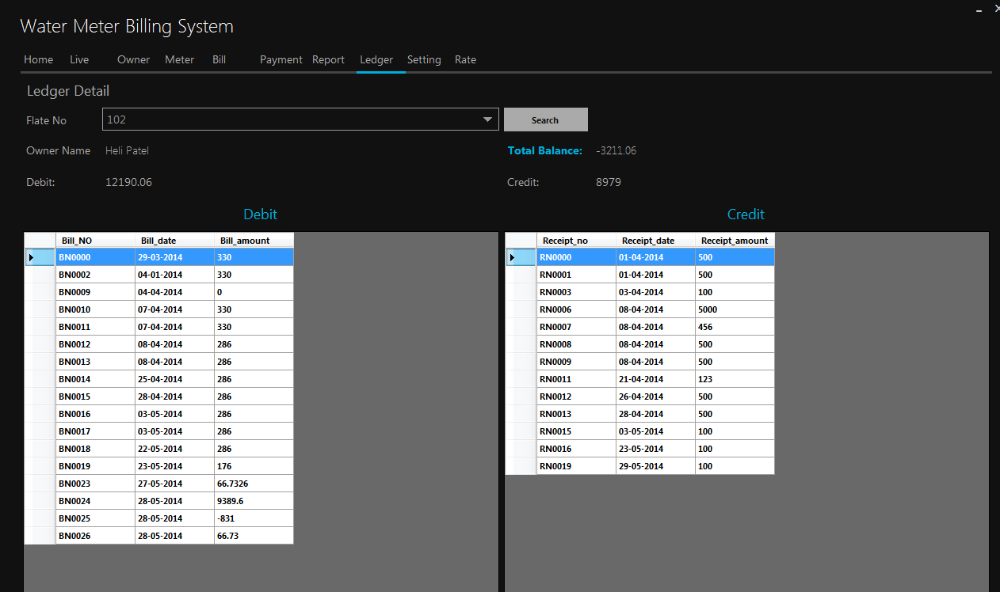 Water Meter Billing System
Home Live Owner Meter Bill Payment Report Ledger Setting Rate
Ledger Detail
Flate No 102 Search
Owner Name Heli Patel Total Balance: -3211.06
Debit: 12190.06 Credit: 8979
Debit
Bill_NO Bill_date Bill_amount
BN0000 29-03-2014 330
BN0002 04-01-2014 330
BN0009 04-04-2014 0
BN0010 07-04-2014 330
BN0011 07-04-2014 330
BN0012 08-04-2014 286
BN0013 08-04-2014 286
BN0014 25-04-2014 286
BN0015 28-04-2014 286
BN0016 03-05-2014 286
BN0017 03-05-2014 286
BN0018 22-05-2014 286
BN0019 23-05-2014 176
BN0023 27-05-2014 66.7326
BN0024 28-05-2014 9389.6
BN0025 28-05-2014 -831
BN0026 28-05-2014 66.73
Credit
Receipt_no Receipt_date Receipt_amount
RN0000 01-04-2014 500
RN0001 01-04-2014 500
RN0003 03-04-2014 100
RN0006 08-04-2014 5000
RN0007 08-04-2014 456
RN0008 08-04-2014 500
RN0009 08-04-2014 500
RN0011 21-04-2014 123
RN0012 26-04-2014 500
RN0013 28-04-2014 500
RN0015 03-05-2014 100
RN0016 23-05-2014 100
RN0019 29-05-2014 100